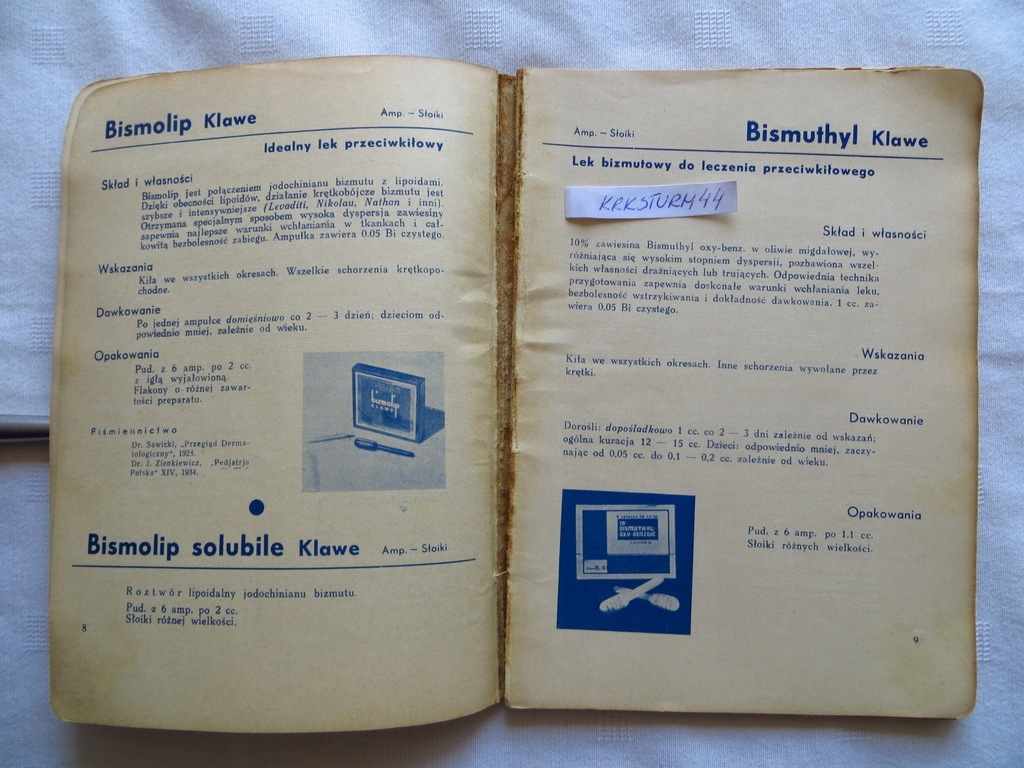 Bismolip Klawe
Amp. — Słoiki
Idealny lek przeciwkiłowy
Skład i własności
Bismolip jest połączeniem jodochinianu bizmutu z lipoidami.
Dzięki obecności lipoidów, działanie krętkobójcze bizmutu jest
szybsze i intensywniejsze (Levaditi, Nikolau, Nathan i inni).
Otrzymana specjalnym sposobem wysoka dyspersja zawiesiny
zapewnia najlepsze warunki wchłaniania w tkankach i cał-
kowitą bezbolesność zabiegu. Ampułka zawiera 0.05 Bi czystego.
Wskazania
Kiła we wszystkich okresach. Wszelkie schorzenia krętkopo-
chodne.
Dawkowanie
Po jednej ampułce domięśniowo co 2 — 3 dzień; dzieciom od-
powiednio mniej, zależnie od wieku.
Opakowania
Pud. z 6 amp. po 2 cc.
z igłą wyjałowioną.
Flakony o różnej zawar-
tości preparatu.
bismolip
KLAWE
Piśmiennictwo
Dr. Sawicki, „Przegląd Derma-
tologiczny", 1928.
Dr. J. Zienkiewicz, „Pedjatrja
Polska" XIV, 1934.
Bismolip solubile Klawe
Amp. — Słoiki
Roztwór lipoidalny jodochinianu bizmutu.
Pud. z 6 amp. po 2 cc.
Słoiki różnej wielkości.
8
Amp. — Słoiki
Bismuthyl Klawe
Lek bizmutowy do leczenia przeciwkiłowego
KRKSTURM44
Skład i własności
10% zawiesina Bismuthyl oxy-benz. w oliwie migdałowej, wy-
różniająca się wysokim stopniem dyspersji, pozbawiona wszel-
kich własności drażniących lub trujących. Odpowiednia technika
przygotowania zapewnia doskonałe warunki wchłaniania leku,
bezbolesność wstrzykiwania i dokładność dawkowania. 1 cc. za-
wiera 0.05 Bi czystego.
Wskazania
Kiła we wszystkich okresach. Inne schorzenia wywołane przez
krętki.
Dawkowanie
Dorośli: dopośladkowo 1 cc. co 2 — 3 dni zależnie od wskazań;
ogólna kuracja 12 — 15 cc. Dzieci: odpowiednio mniej, zaczy-
nając od 0,05 cc. do 0.1 — 0,2 cc. zależnie od wieku.
Opakowania
Pud. z 6 amp. po 1.1 cc.
Słoiki różnych wielkości.
BISMUTHYL
OXY-BENZOIC
9